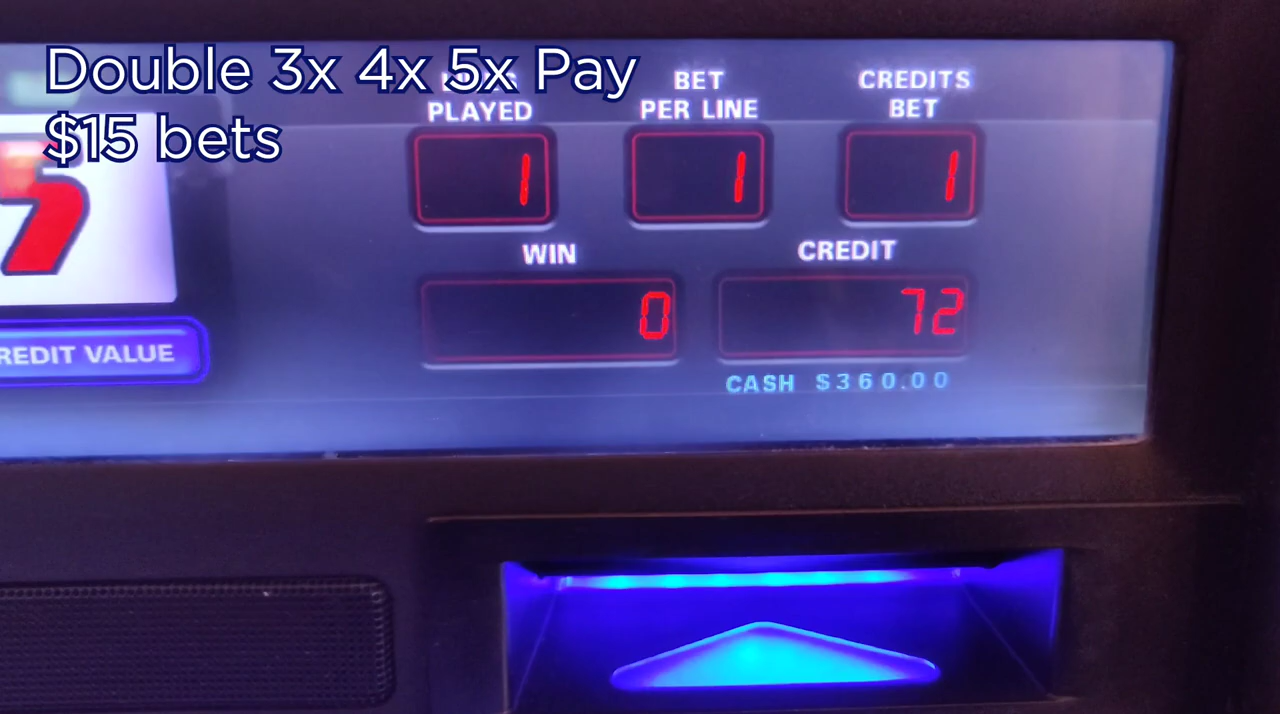 Double 3x 4x 5x Pay
$15 bets
PLAYED
BET
PER LINE
CREDITS
BET
1
1
1
WIN
CREDIT
0
72
REDIT VALUE
CASH $360.00